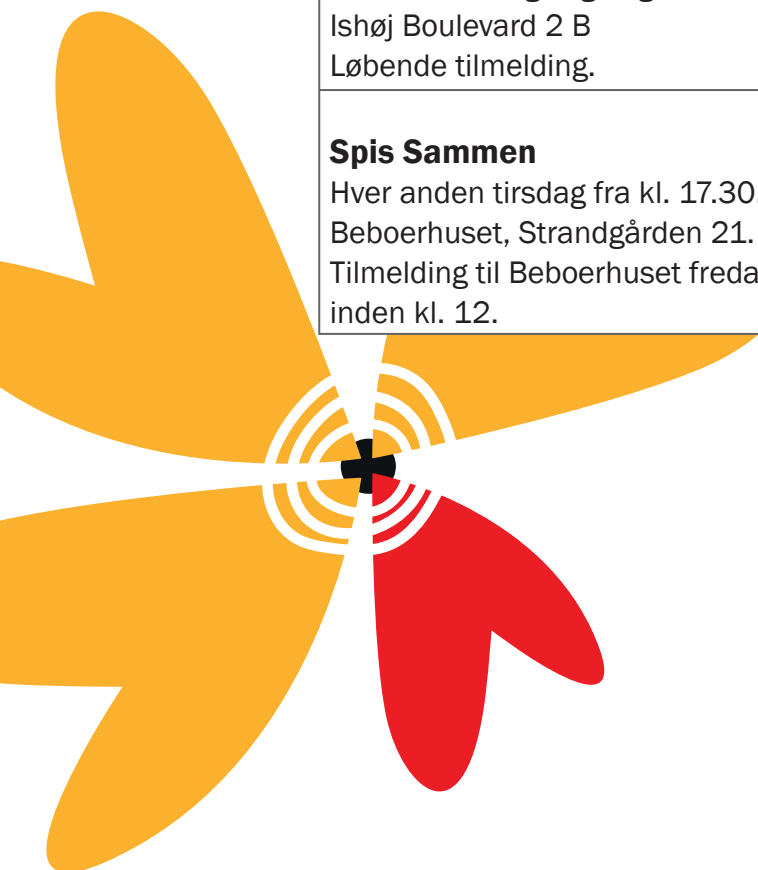 Ishøj Boulevard 2 B
Løbende tilmelding.
Spis Sammen
Hver anden tirsdag fra kl. 17.30
Beboerhuset, Strandgården 21.
Tilmelding til Beboerhuset
inden kl. 12.